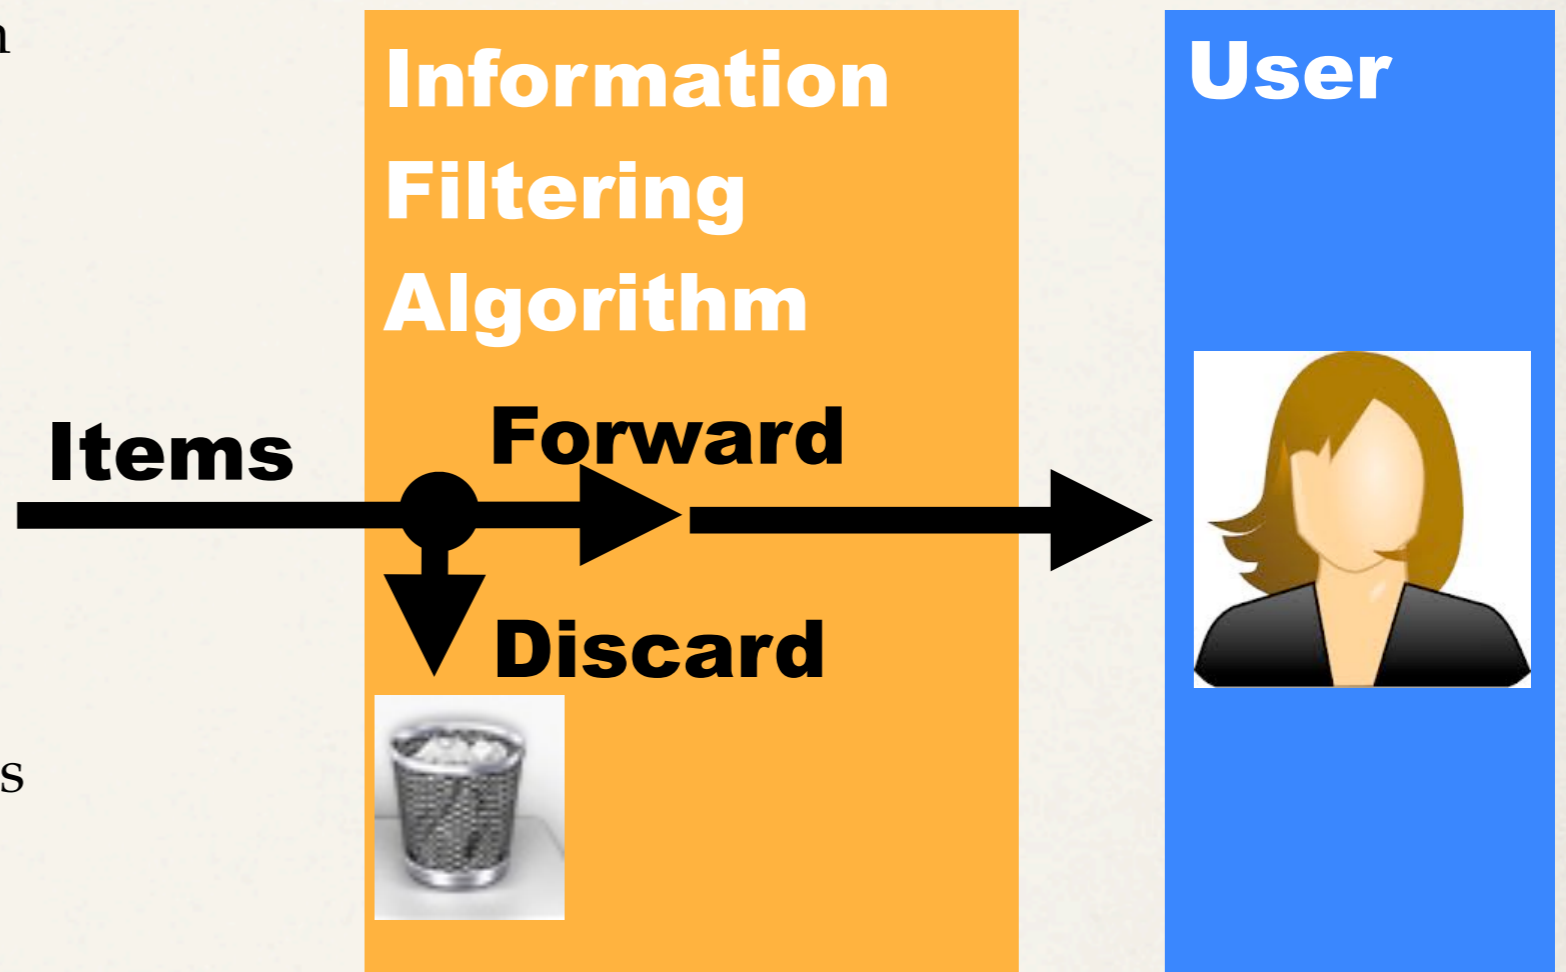 Information
Filtering
Algorithm
User
Items
Forward
Discard